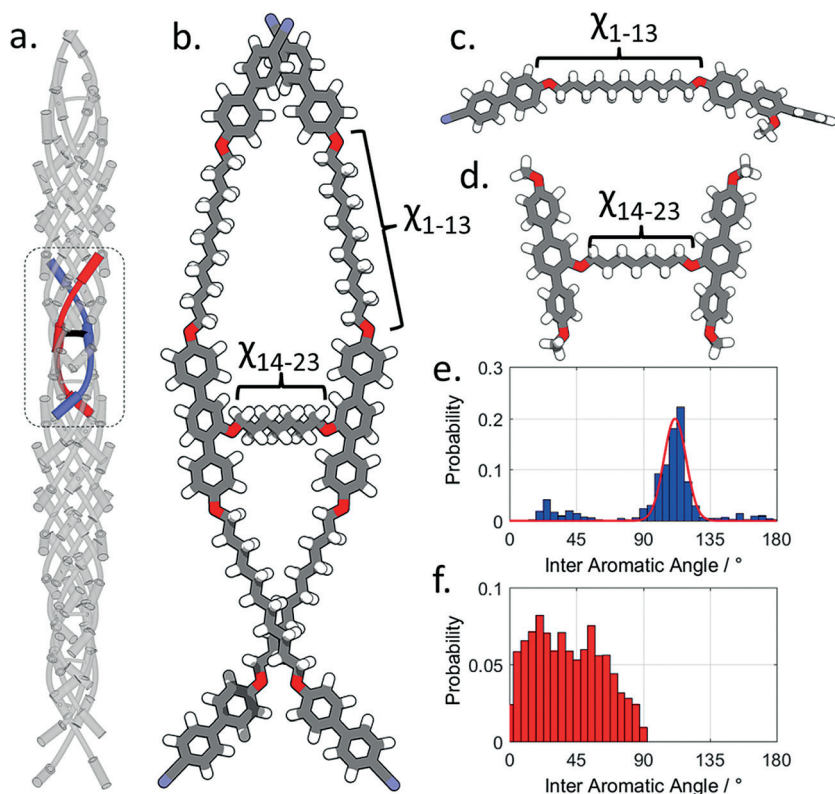 a.
b.
χ1-13
χ14-23
c.
χ1-13
d.
χ14-23
e.
0.3
0.2
0.1
0
Probability
0 45 90 135 180
Inter Aromatic Angle / °
f.
0.1
0.05
0
Probability
0 45 90 135 180
Inter Aromatic Angle / °